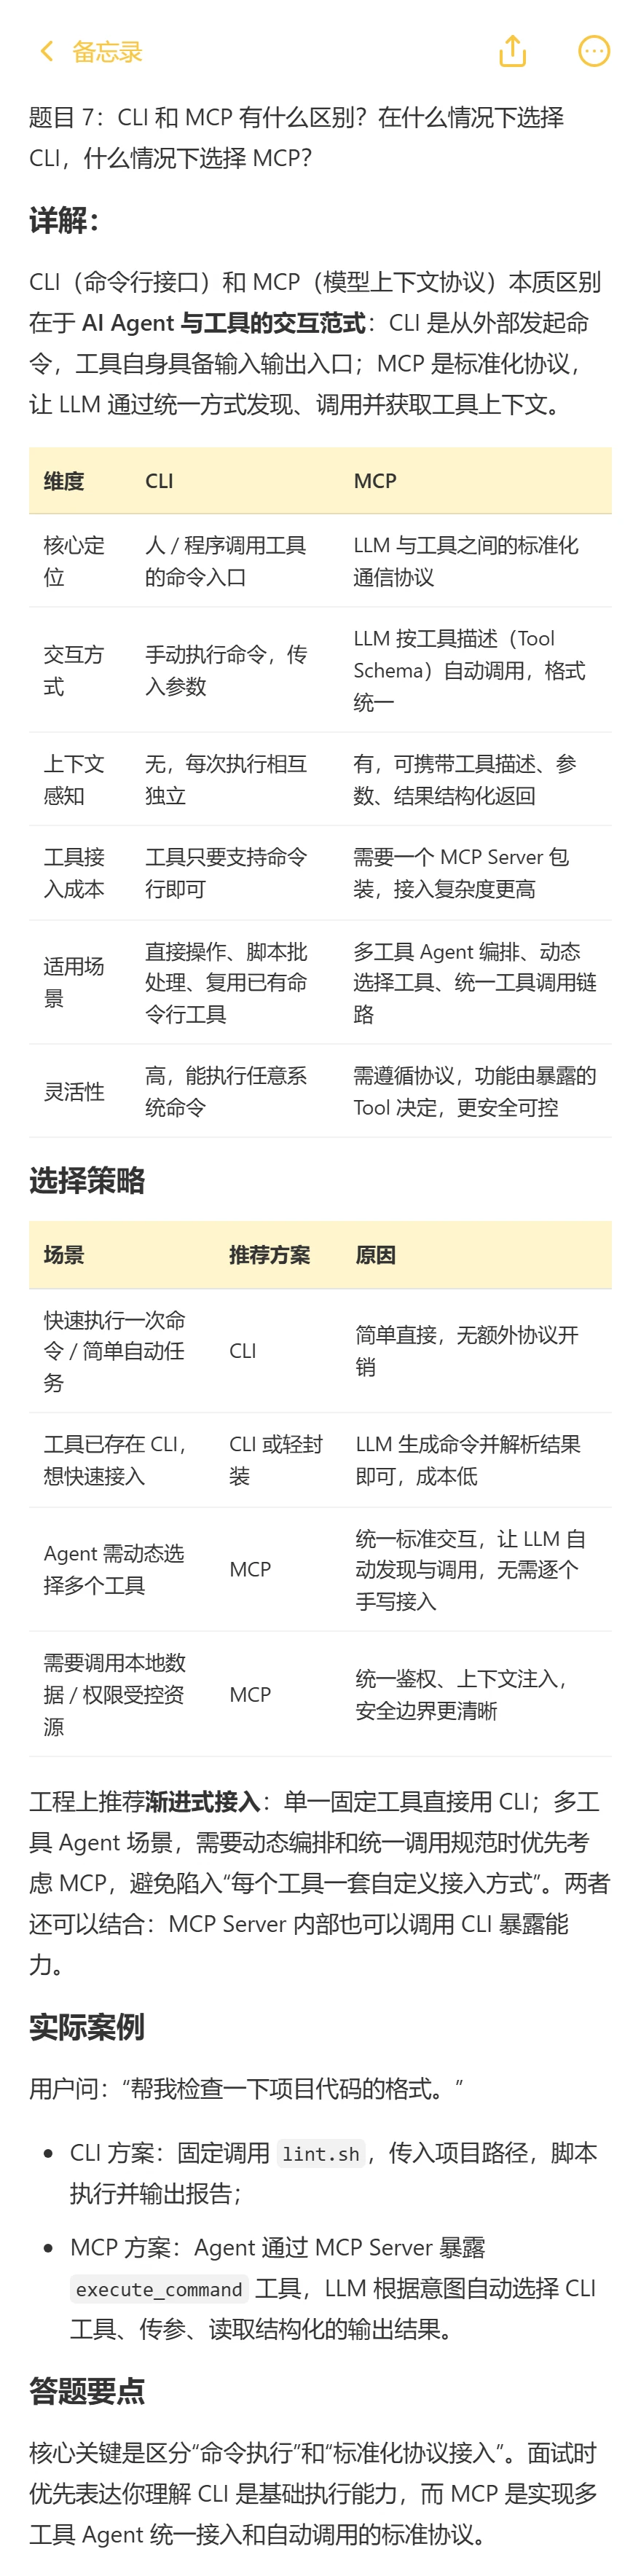 备忘录
题目 7：CLI 和 MCP 有什么区别？在什么情况下选择
CLI，什么情况下选择 MCP？
详解：
CLI（命令行接口）和 MCP（模型上下文协议）本质区别
在于 AI Agent 与工具的交互范式：CLI 是从外部发起命
令，工具自身具备输入输出入口；MCP 是标准化协议，
让 LLM 通过统一方式发现、调用并获取工具上下文。
维度 CLI MCP
核心定 人 / 程序调用工具 LLM 与工具之间的标准化
位 的命令入口 通信协议
LLM 按工具描述（Tool
交互方 手动执行命令，传 Schema）自动调用，格式
式 入参数 统一
上下文 无，每次执行相互 有，可携带工具描述、参
感知 独立 数、结果结构化返回
工具接 工具只要支持命令 需要一个 MCP Server 包
入成本 行即可 装，接入复杂度更高
直接操作、脚本批 多工具 Agent 编排、动态
适用场 处理、复用已有命 选择工具、统一工具调用链
景 令行工具 路
高，能执行任意系 需遵循协议，功能由暴露的
灵活性 统命令 Tool 决定，更安全可控
选择策略
场景 推荐方案 原因
快速执行一次命
令 / 简单自动任 CLI 简单直接，无额外协议开
务 销
工具已存在 CLI， CLI 或轻封 LLM 生成命令并解析结果
想快速接入 装 即可，成本低
Agent 需动态选 MCP 统一标准交互，让 LLM 自
择多个工具 动发现与调用，无需逐个
手写接入
需要调用本地数
据 / 权限受控资 MCP 统一鉴权、上下文注入，
源 安全边界更清晰
工程上推荐渐进式接入：单一固定工具直接用 CLI；多工
具 Agent 场景，需要动态编排和统一调用规范时优先考
虑 MCP，避免陷入“每个工具一套自定义接入方式”。两者
还可以结合：MCP Server 内部也可以调用 CLI 暴露能
力。
实际案例
用户问：“帮我检查一下项目代码的格式。”
• CLI 方案：固定调用 lint.sh，传入项目路径，脚本
执行并输出报告；
• MCP 方案：Agent 通过 MCP Server 暴露
execute_command 工具，LLM 根据意图自动选择 CLI
工具、传参、读取结构化的输出结果。
答题要点
核心关键是区分“命令执行”和“标准化协议接入”。面试时
优先表达你理解 CLI 是基础执行能力，而 MCP 是实现多
工具 Agent 统一接入和自动调用的标准协议。